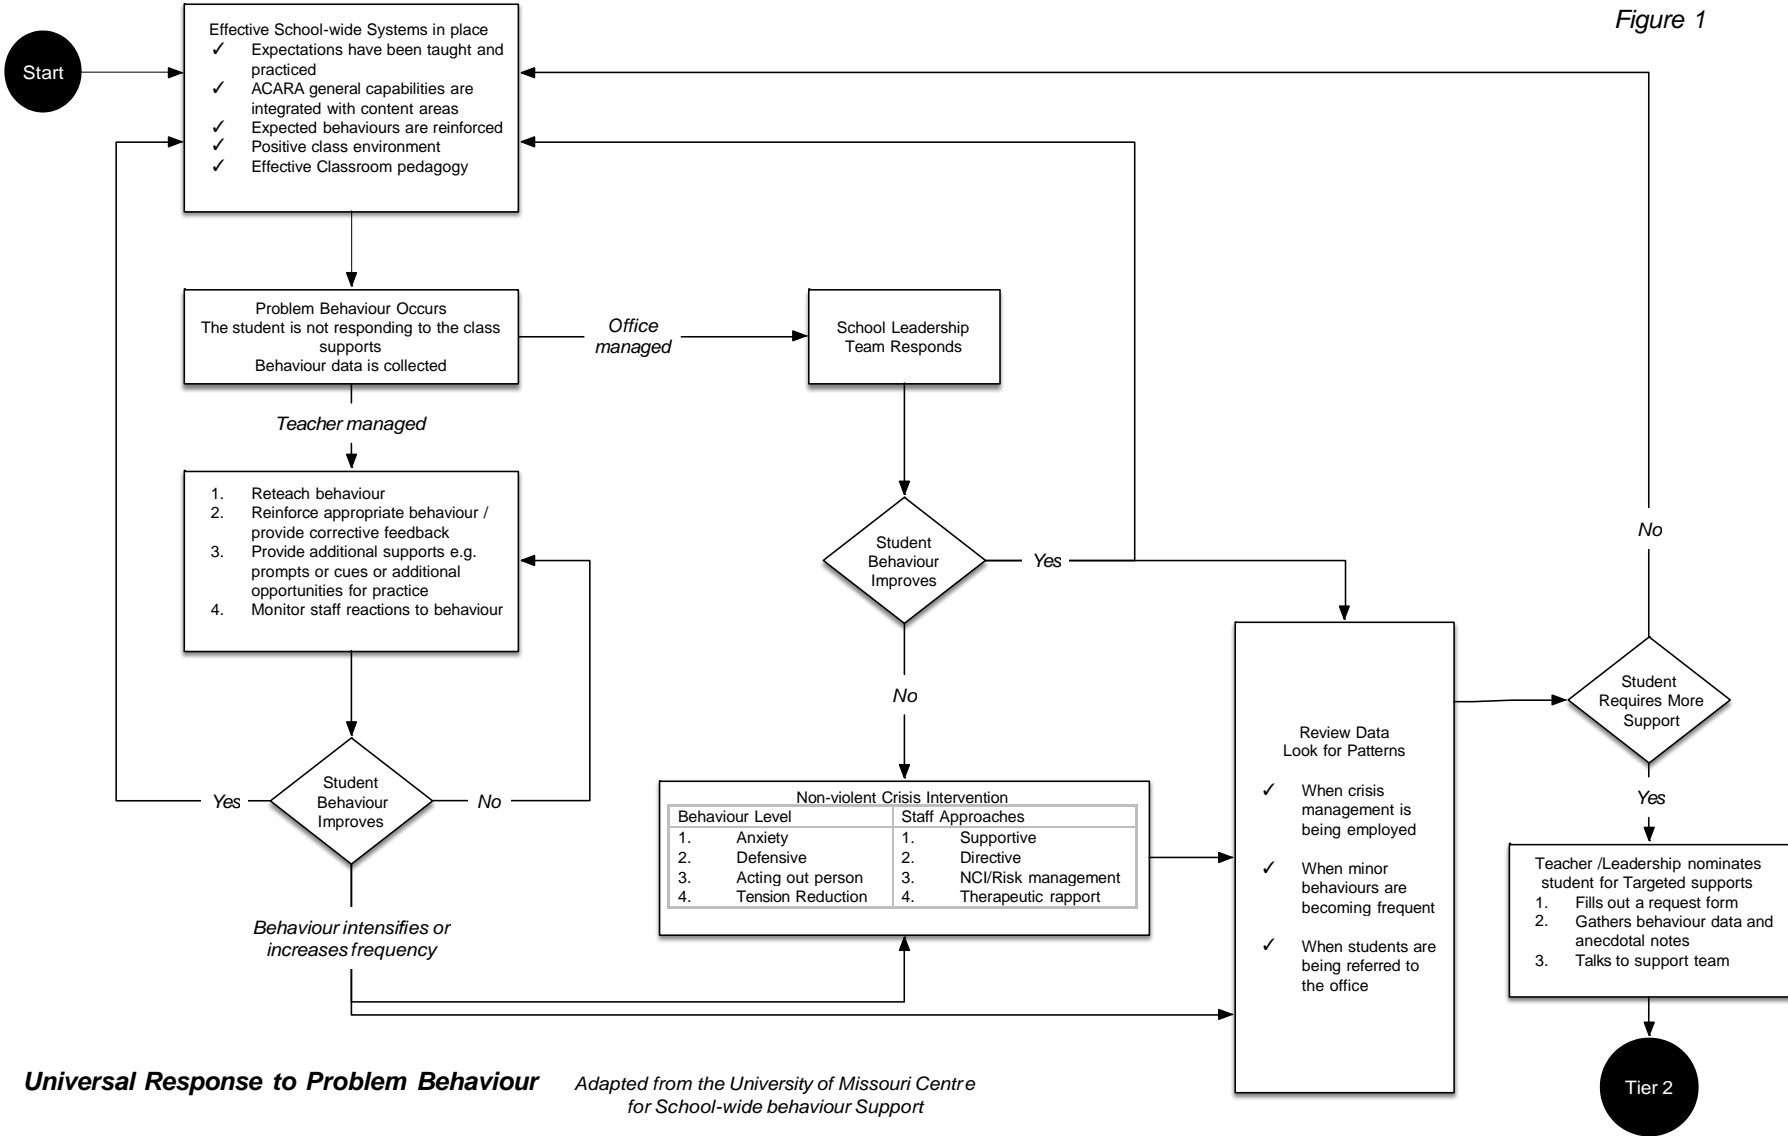 Figure 1
Start
Effective School-wide Systems in place
✓ Expectations have been taught and
practiced
✓ ACARA general capabilities are
integrated with content areas
✓ Expected behaviours are reinforced
✓ Positive class environment
✓ Effective Classroom pedagogy
Problem Behaviour Occurs
The student is not responding to the class
supports
Behaviour data is collected
Office
managed
School Leadership
Team Responds
Teacher managed
1. Reteach behaviour
2. Reinforce appropriate behaviour /
provide corrective feedback
3. Provide additional supports e.g.
prompts or cues or additional
opportunities for practice
4. Monitor staff reactions to behaviour
Student
Behaviour
Improves
Yes
No
Behaviour intensifies or
increases frequency
Student
Behaviour
Improves
Yes
No
Non-violent Crisis Intervention
Behaviour Level Staff Approaches
1. Anxiety 1. Supportive
2. Defensive 2. Directive
3. Acting out person 3. NCI/Risk management
4. Tension Reduction 4. Therapeutic rapport
Review Data
Look for Patterns
✓ When crisis
management is
being employed
✓ When minor
behaviours are
becoming frequent
✓ When students are
being referred to
the office
No
Student
Requires More
Support
Yes
Teacher /Leadership nominates
student for Targeted supports
1. Fills out a request form
2. Gathers behaviour data and
anecdotal notes
3. Talks to support team
Tier 2
Universal Response to Problem Behaviour
Adapted from the University of Missouri Centre
for School-wide behaviour Support